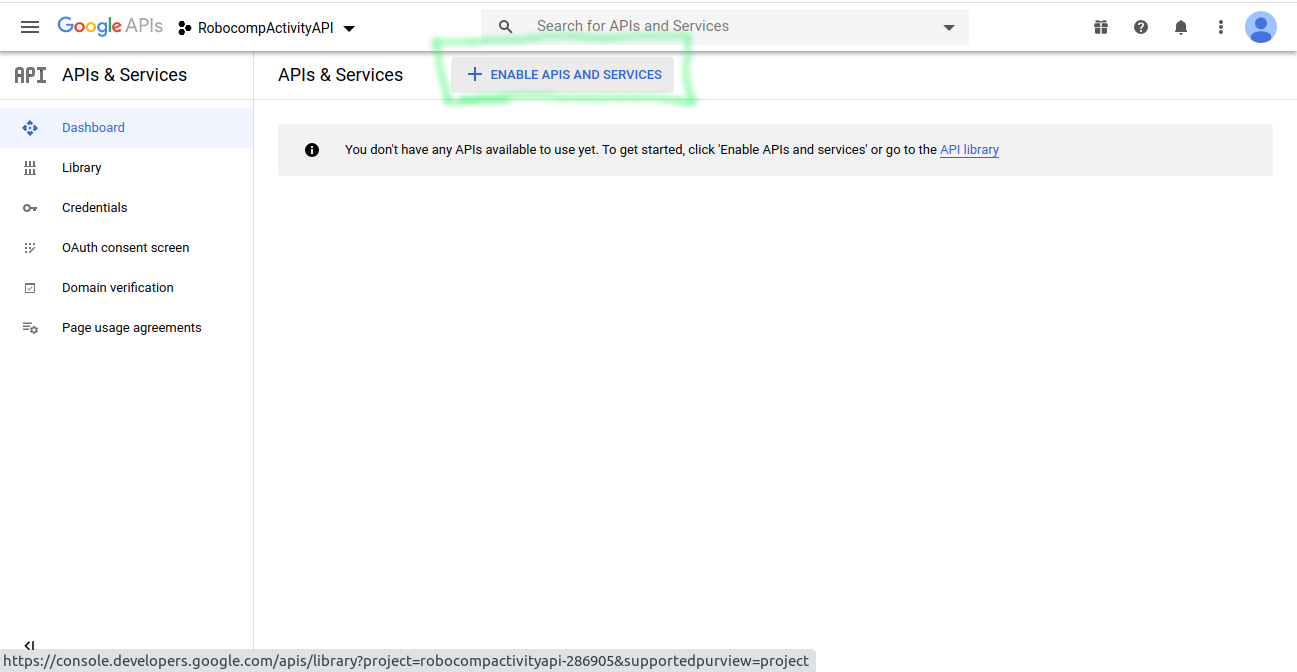 Google APIs RobocompActivityAPI Search for APIs and Services
API APIs & Services
APIs & Services + ENABLE APIS AND SERVICES
Dashboard
Library
Credentials
OAuth consent screen
Domain verification
Page usage agreements
You don't have any APIs available to use yet. To get started, click 'Enable APIs and services' or go to the API library
https://console.developers.google.com/apis/library?project=robocompactivityapi-286905&supportedpurview=project